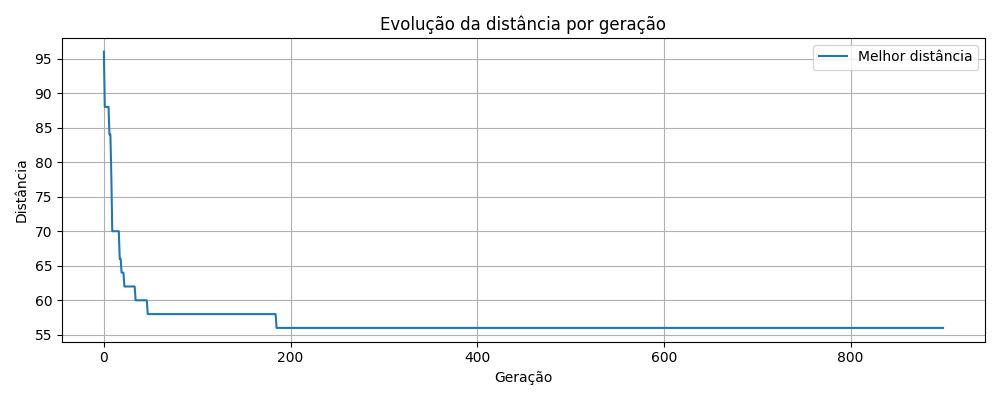 Evolução da distância por geração
Melhor distância
95
90
85
80
75
70
65
60
55
Distância
0 200 400 600 800
Geração